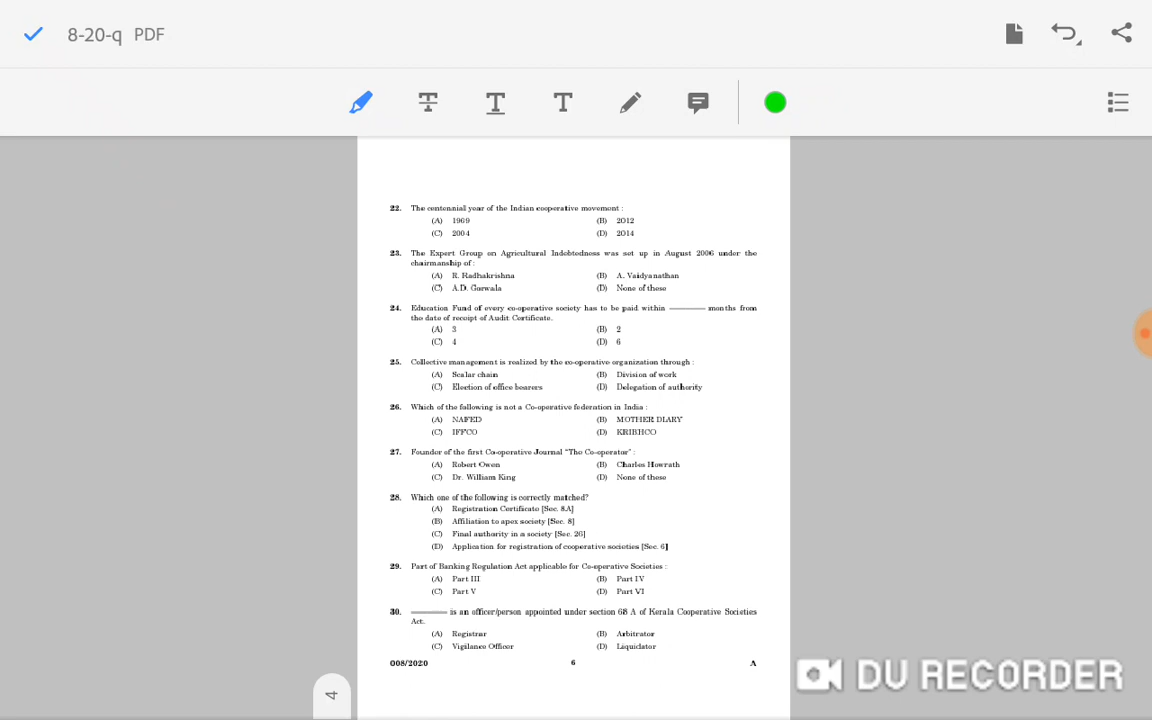 8-20-q PDF
22. The centennial year of the Indian cooperative movement :
(A) 1969 (B) 2012
(C) 2004 (D) 2014
23. The Expert Group on Agricultural Indebtedness was set up in August 2006 under the
chairmanship of :
(A) R. Radhakrishna (B) A. Vaidyanathan
(C) A.D. Gorwala (D) None of these
24. Education Fund of every co-operative society has to be paid within ———— months from
the date of receipt of Audit Certificate.
(A) 3 (B) 2
(C) 4 (D) 6
25. Collective management is realized by the co-operative organization through :
(A) Scalar chain (B) Division of work
(C) Election of office bearers (D) Delegation of authority
26. Which of the following is not a Co-operative federation in India :
(A) NAFED (B) MOTHER DIARY
(C) IFFCO (D) KRIBHCO
27. Founder of the first Co-operative Journal "The Co-operator" :
(A) Robert Owen (B) Charles Howrath
(C) Dr. William King (D) None of these
28. Which one of the following is correctly matched?
(A) Registration Certificate [Sec. 8A]
(B) Affiliation to apex society [Sec. 8]
(C) Final authority in a society [Sec. 26]
(D) Application for registration of cooperative societies [Sec. 6]
29. Part of Banking Regulation Act applicable for Co-operative Societies :
(A) Part III (B) Part IV
(C) Part V (D) Part VI
30. ———— is an officer/person appointed under section 68 A of Kerala Cooperative Societies
Act.
(A) Registrar (B) Arbitrator
(C) Vigilance Officer (D) Liquidator
008/2020 6 A
4
DU RECORDER